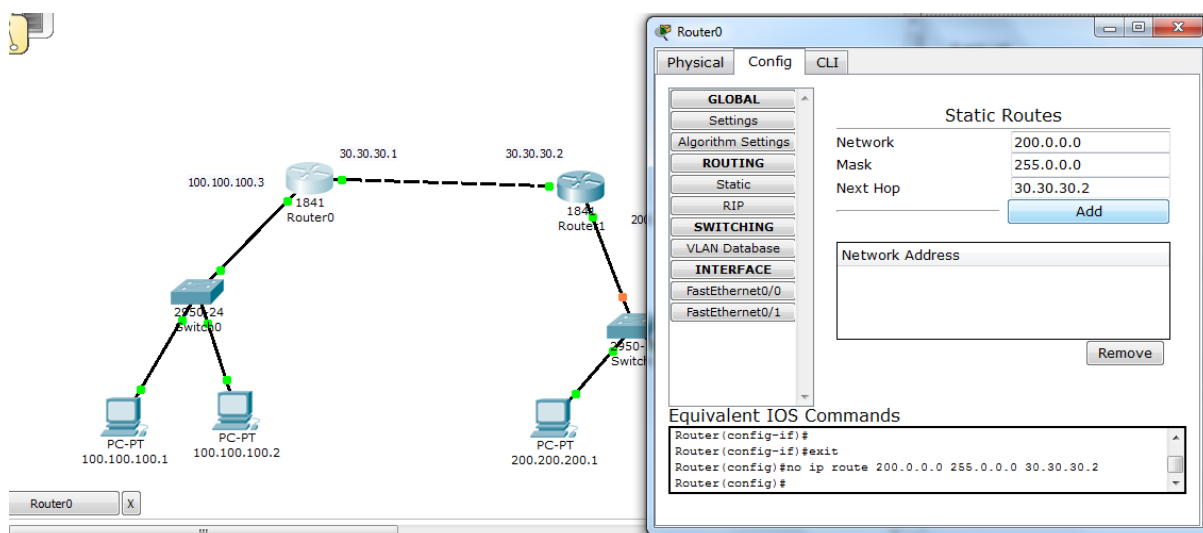 30.30.30.1
30.30.30.2
100.100.100.3
1841
Router0
1841
Router1
200
2950-24
Switch0
2950-
Switch
PC-PT
100.100.100.1
PC-PT
100.100.100.2
PC-PT
200.200.200.1
Router0 X
Router0
Physical Config CLI
GLOBAL
Settings
Algorithm Settings
ROUTING
Static
RIP
SWITCHING
VLAN Database
INTERFACE
FastEthernet0/0
FastEthernet0/1
Static Routes
Network 200.0.0.0
Mask 255.0.0.0
Next Hop 30.30.30.2
Add
Network Address
Remove
Equivalent IOS Commands
Router(config-if)#
Router(config-if)#exit
Router(config)#no ip route 200.0.0.0 255.0.0.0 30.30.30.2
Router(config)#